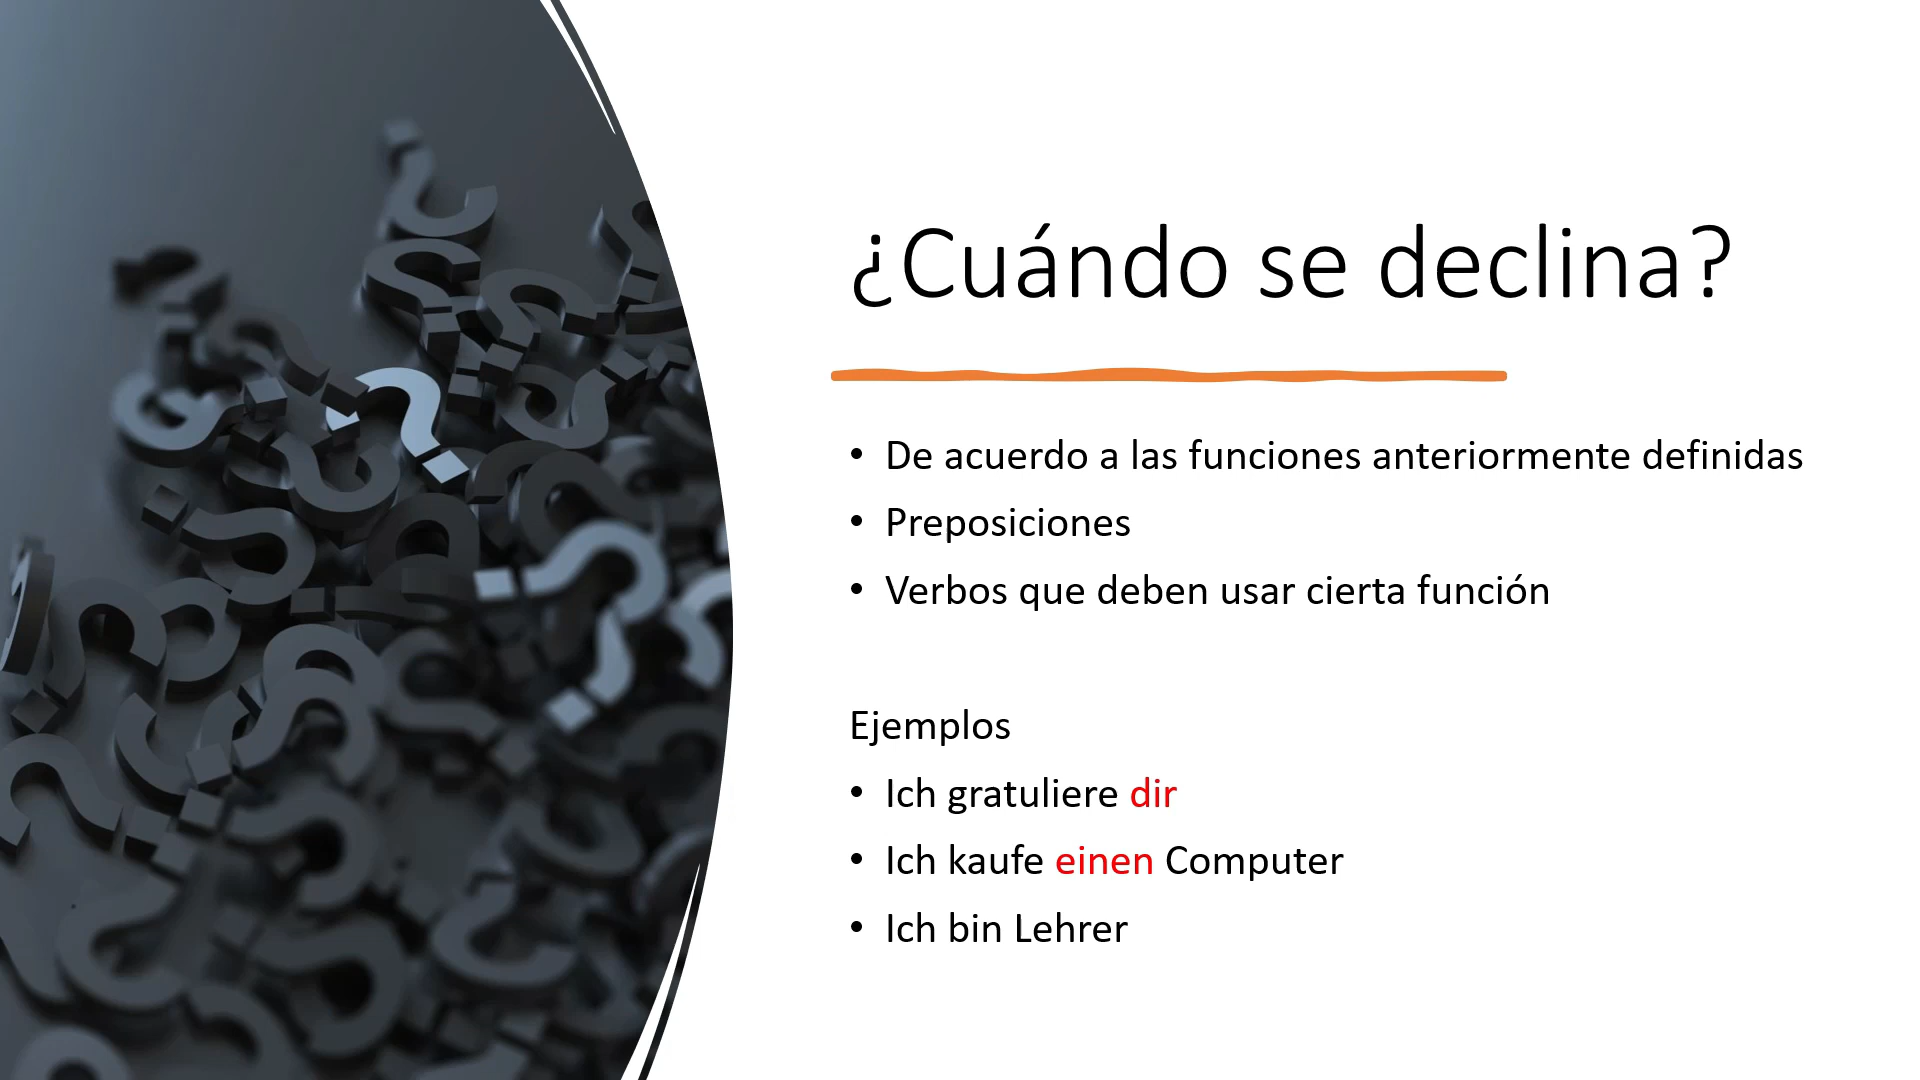 ¿Cuándo se declina?
• De acuerdo a las funciones anteriormente definidas
• Preposiciones
• Verbos que deben usar cierta función
Ejemplos
• Ich gratuliere dir
• Ich kaufe einen Computer
• Ich bin Lehrer